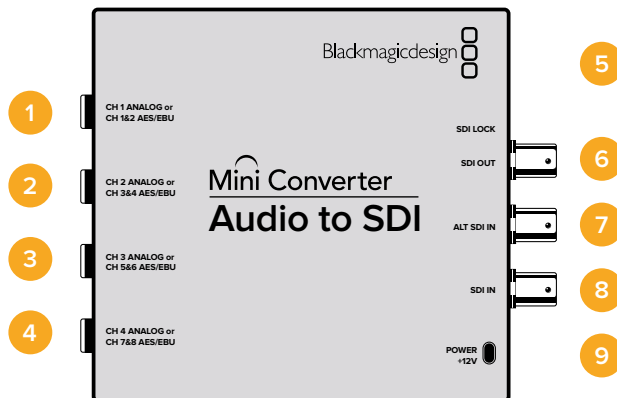 Blackmagicdesign
1
CH 1 ANALOG or
CH 1&2 AES/EBU
2
CH 2 ANALOG or
CH 3&4 AES/EBU
3
CH 3 ANALOG or
CH 5&6 AES/EBU
4
CH 4 ANALOG or
CH 7&8 AES/EBU
Mini Converter
Audio to SDI
5
SDI LOCK
SDI OUT
6
ALT SDI IN
7
SDI IN
8
POWER
+12V
9